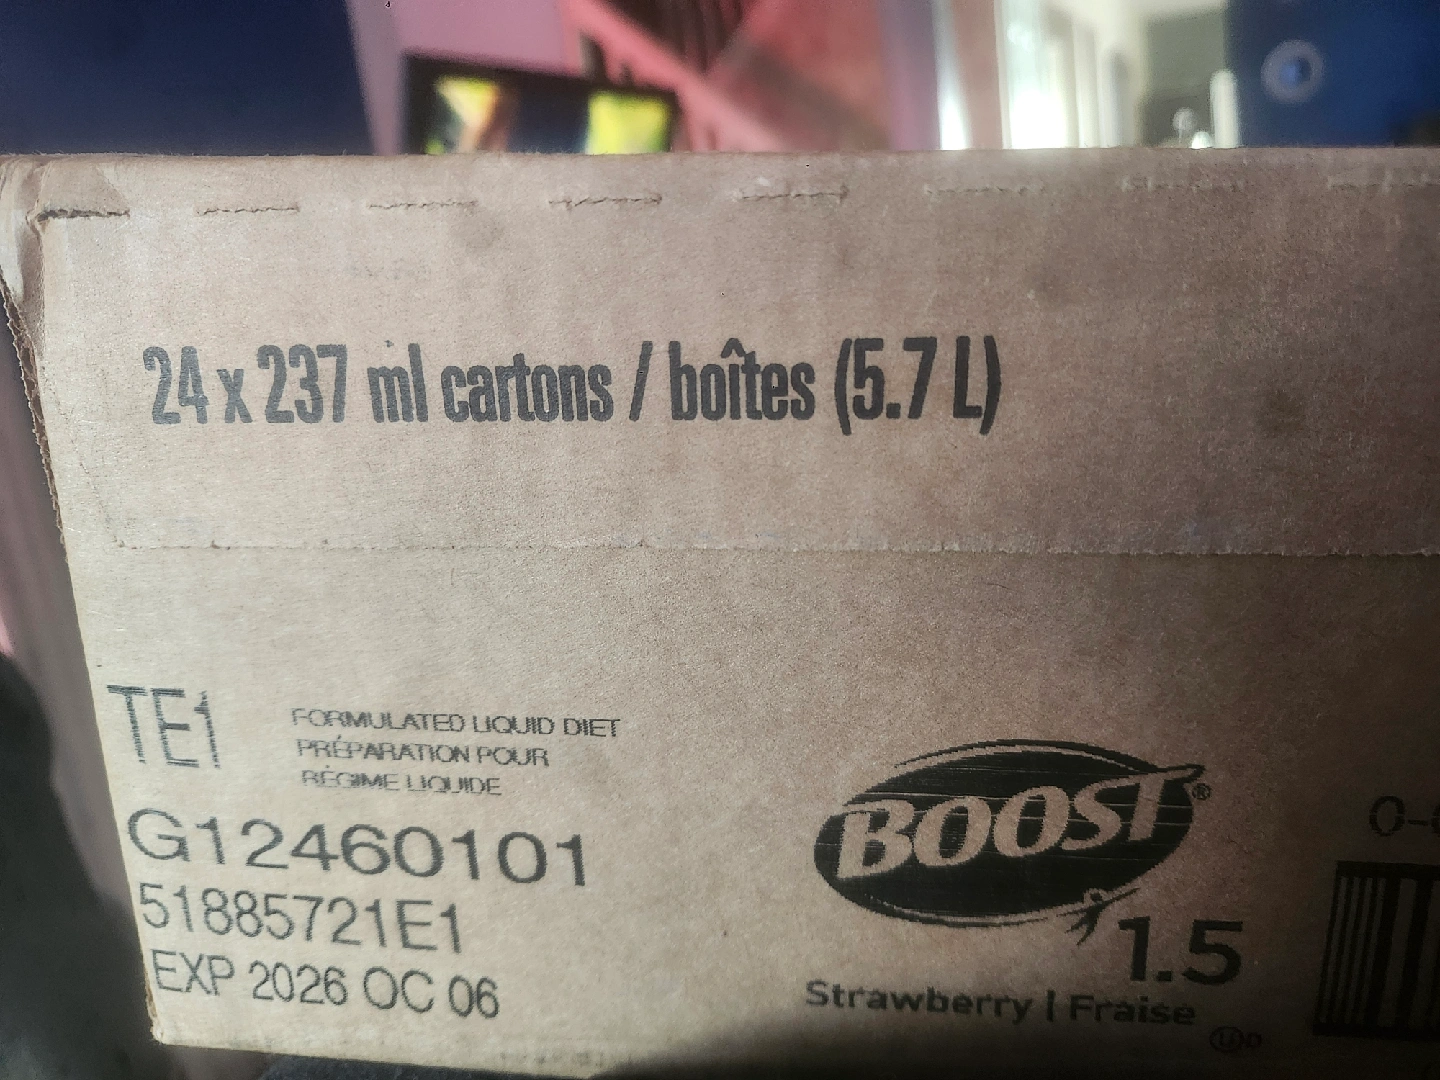 24 x 237 ml cartons / boîtes (5.7 L)
TE1
FORMULATED LIQUID DIET
PRÉPARATION POUR
RÉGIME LIQUIDE
G12460101
51885721E1
EXP 2026 OC 06
BOOST®
1.5
Strawberry | Fraise
Ⓤ D
0-